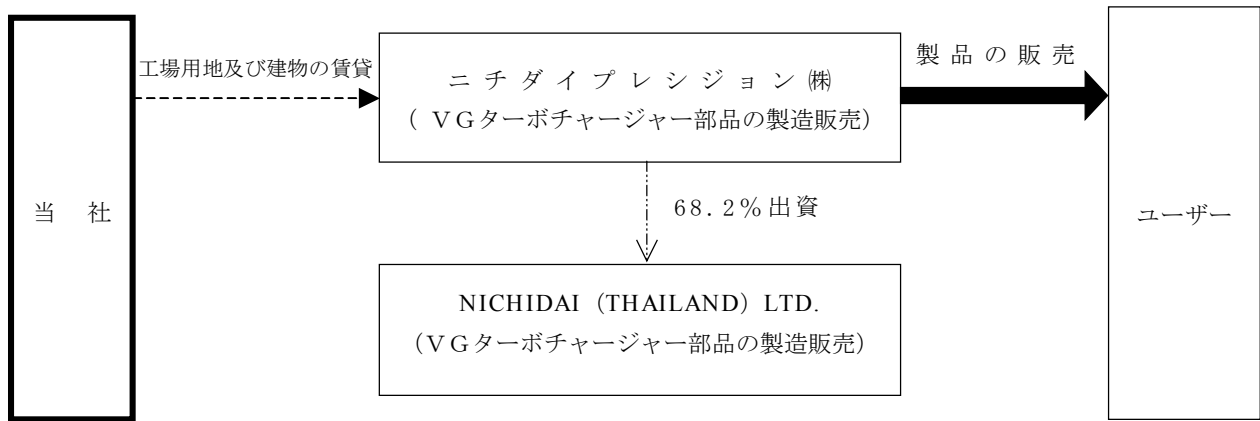 当 社
工場用地及び建物の賃貸
ニチダイプレシジョン㈱
（ VGターボチャージャー部品の製造販売）
製品の販売
68.2%出資
NICHIDAI（THAILAND）LTD.
（VGターボチャージャー部品の製造販売）
ユーザー